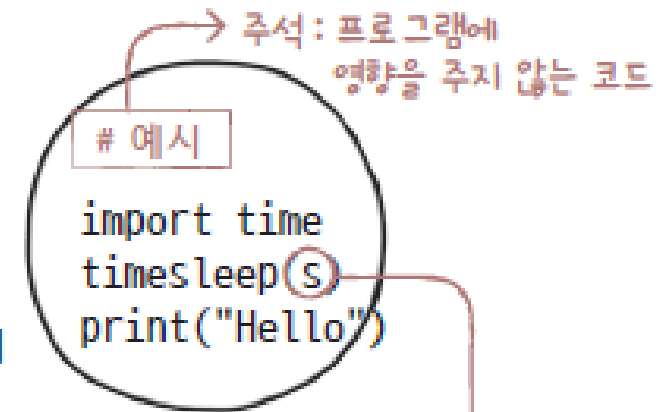 주석 : 프로그램에
영향을 주지 않는 코드
# 예시
import time
timesleep(s)
print("Hello")